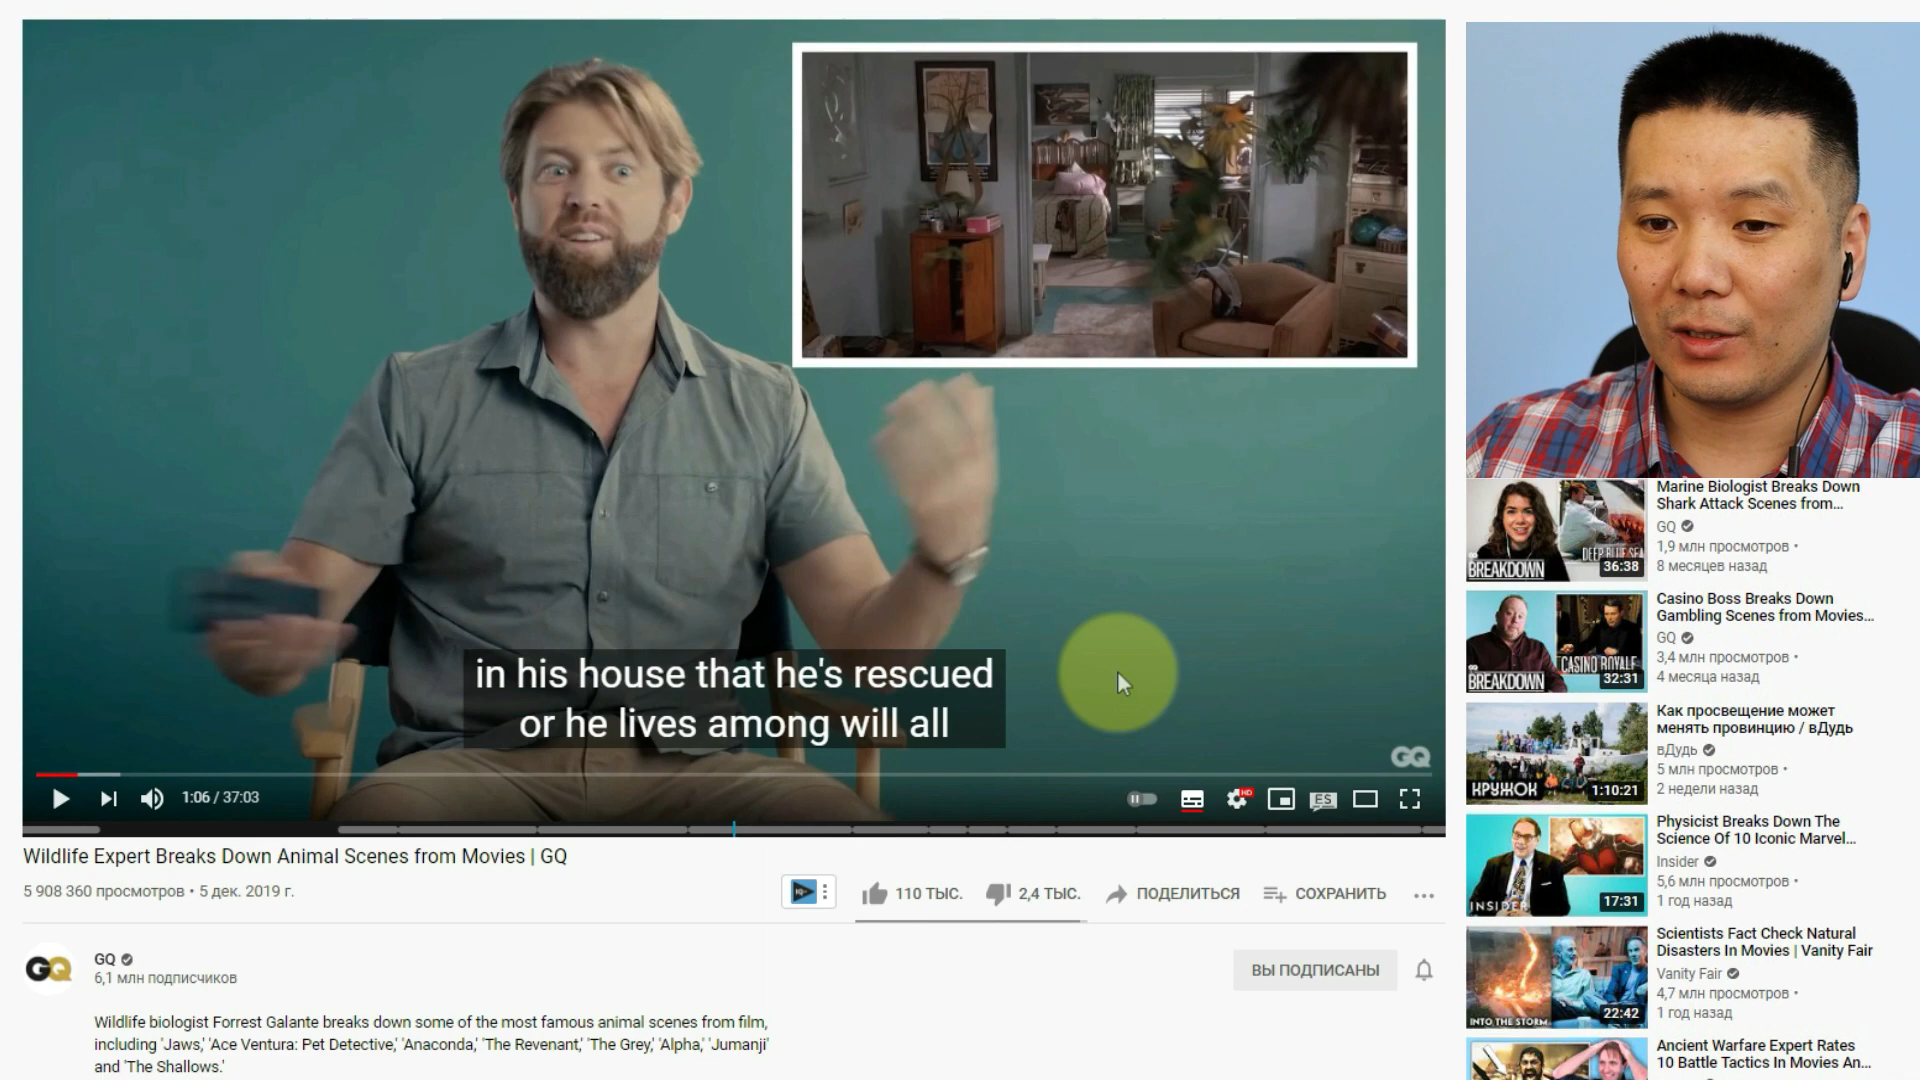 in his house that he's rescued
or he lives among will all
GQ
1:06 / 37:03
HD
ES
Wildlife Expert Breaks Down Animal Scenes from Movies | GQ
5 908 360 просмотров • 5 дек. 2019 г.
110 ТЫС.
2,4 ТЫС.
ПОДЕЛИТЬСЯ
СОХРАНИТЬ
GQ
GQ
6,1 млн подписчиков
ВЫ ПОДПИСАНЫ
Wildlife biologist Forrest Galante breaks down some of the most famous animal scenes from film,
including 'Jaws,' 'Ace Ventura: Pet Detective,' 'Anaconda,' 'The Revenant,' 'The Grey,' 'Alpha,' 'Jumanji'
and 'The Shallows.'
DEEP BLUE SEA
BREAKDOWN
36:38
Marine Biologist Breaks Down
Shark Attack Scenes from...
GQ
1,9 млн просмотров •
8 месяцев назад
CASINO ROYALE
BREAKDOWN
32:31
Casino Boss Breaks Down
Gambling Scenes from Movies...
GQ
3,4 млн просмотров •
4 месяца назад
КРУЖОК
1:10:21
Как просвещение может
менять провинцию / вДудь
вДудь
5 млн просмотров •
2 недели назад
INSIDER
17:31
Physicist Breaks Down The
Science Of 10 Iconic Marvel...
Insider
5,6 млн просмотров •
1 год назад
INTO THE STORM
22:42
Scientists Fact Check Natural
Disasters In Movies | Vanity Fair
Vanity Fair
4,7 млн просмотров •
1 год назад
Ancient Warfare Expert Rates
10 Battle Tactics In Movies An...